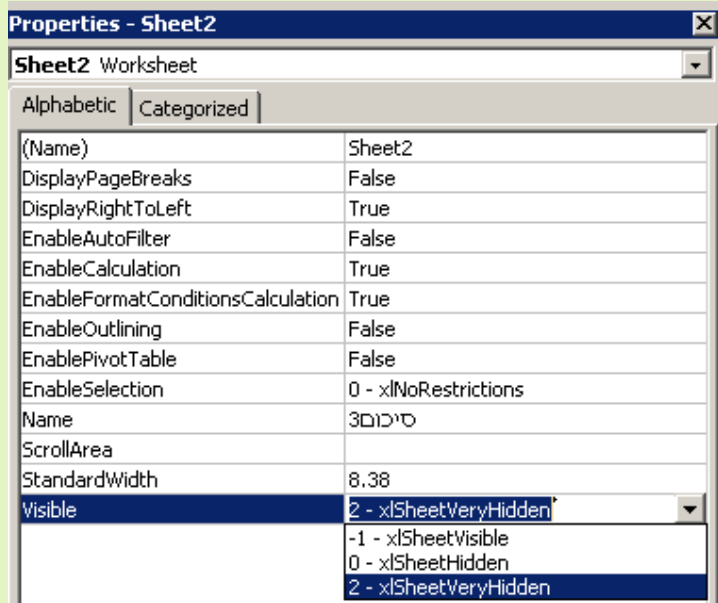 Properties - Sheet2
Sheet2 Worksheet
Alphabetic Categorized
(Name) Sheet2
DisplayPageBreaks False
DisplayRightToLeft True
EnableAutoFilter False
EnableCalculation True
EnableFormatConditionsCalculation True
EnableOutlining False
EnablePivotTable False
EnableSelection 0 - xlNoRestrictions
Name סיכום3
ScrollArea
StandardWidth 8.38
Visible 2 - xlSheetVeryHidden
-1 - xlSheetVisible
0 - xlSheetHidden
2 - xlSheetVeryHidden